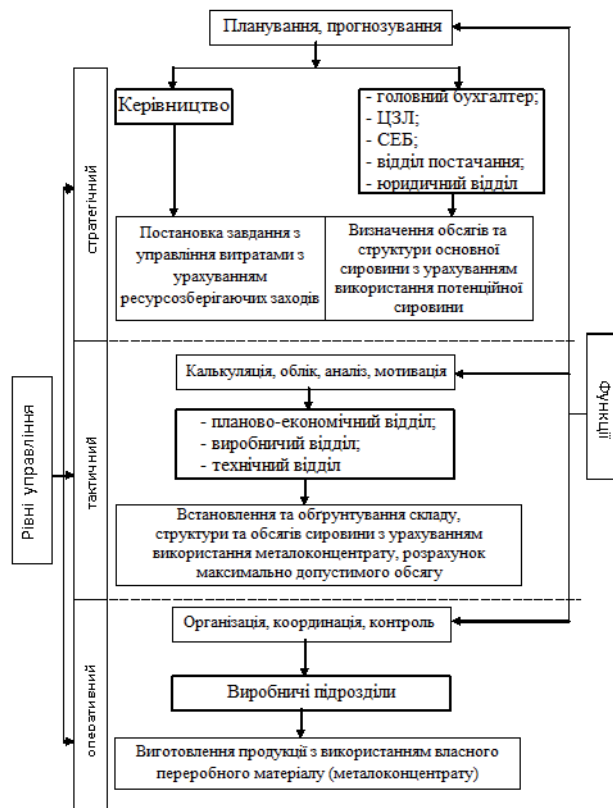 Планування, прогнозування
Керівництво
- головний бухгалтер;
- ЦЗЛ;
- СЕБ;
- відділ постачання;
- юридичний відділ
стратегічний
Постановка завдання з
управління витратами з
урахуванням
ресурсозберігаючих заходів
Визначення обсягів та
структури основної
сировини з урахуванням
використання потенційної
сировини
Рівні управління
Функції
тактичний
Калькуляція, облік, аналіз, мотивація
- планово-економічний відділ;
- виробничий відділ;
- технічний відділ
Встановлення та обґрунтування складу,
структури та обсягів сировини з урахуванням
використання металоконцентрату, розрахунок
максимально допустимого обсягу
оперативний
Організація, координація, контроль
Виробничі підрозділи
Виготовлення продукції з використанням власного
переробного матеріалу (металоконцентрату)